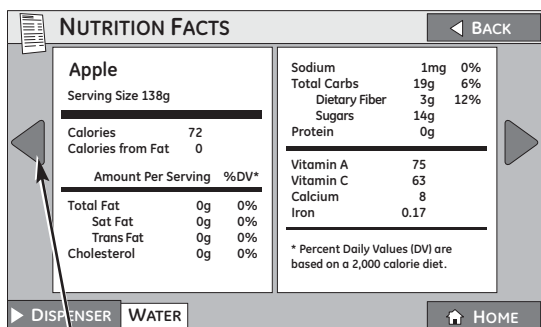 NUTRITION FACTS
BACK
Apple
Serving Size 138g
Calories 72
Calories from Fat 0
Amount Per Serving %DV*
Total Fat 0g 0%
Sat Fat 0g 0%
Trans Fat 0g 0%
Cholesterol 0g 0%
Sodium 1mg 0%
Total Carbs 19g 6%
Dietary Fiber 3g 12%
Sugars 14g
Protein 0g
Vitamin A 75
Vitamin C 63
Calcium 8
Iron 0.17
* Percent Daily Values (DV) are
based on a 2,000 calorie diet.
DISPENSER WATER HOME